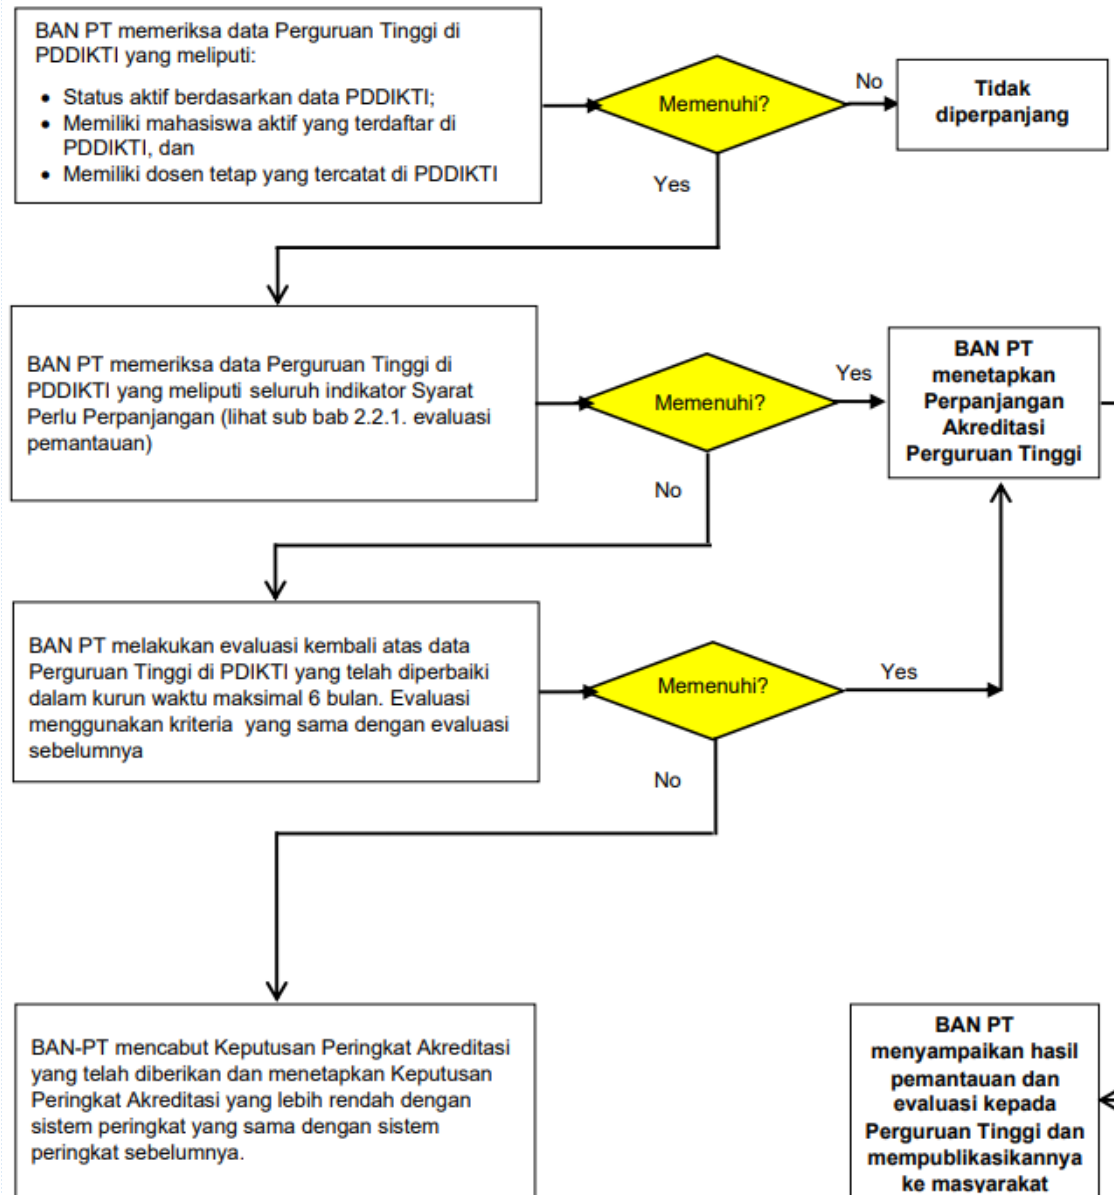 BAN PT memeriksa data Perguruan Tinggi di
PDDIKTI yang meliputi:
• Status aktif berdasarkan data PDDIKTI;
• Memiliki mahasiswa aktif yang terdaftar di
PDDIKTI, dan
• Memiliki dosen tetap yang tercatat di PDDIKTI
Memenuhi?
No
Tidak
diperpanjang
Yes
BAN PT memeriksa data Perguruan Tinggi di
PDDIKTI yang meliputi seluruh indikator Syarat
Perlu Perpanjangan (lihat sub bab 2.2.1. evaluasi
pemantauan)
Memenuhi?
Yes
BAN PT
menetapkan
Perpanjangan
Akreditasi
Perguruan Tinggi
No
BAN PT melakukan evaluasi kembali atas data
Perguruan Tinggi di PDIKTI yang telah diperbaiki
dalam kurun waktu maksimal 6 bulan. Evaluasi
menggunakan kriteria yang sama dengan evaluasi
sebelumnya
Memenuhi?
Yes
No
BAN-PT mencabut Keputusan Peringkat Akreditasi
yang telah diberikan dan menetapkan Keputusan
Peringkat Akreditasi yang lebih rendah dengan
sistem peringkat yang sama dengan sistem
peringkat sebelumnya.
BAN PT
menyampaikan hasil
pemantauan dan
evaluasi kepada
Perguruan Tinggi dan
mempublikasikannya
ke masyarakat